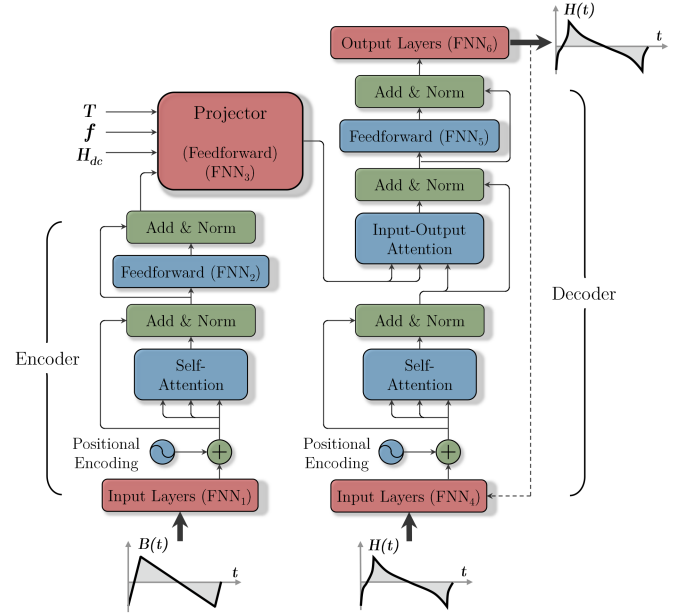 H(t)
t
Output Layers (FNN₆)
Add & Norm
Feedforward (FNN₅)
Add & Norm
Input-Output
Attention
Add & Norm
Self-
Attention
Positional
Encoding
+
Input Layers (FNN₄)
H(t)
t
Decoder
T
f
H_dc
Projector
(Feedforward)
(FNN₃)
Add & Norm
Feedforward (FNN₂)
Add & Norm
Self-
Attention
Encoder
Positional
Encoding
+
Input Layers (FNN₁)
B(t)
t